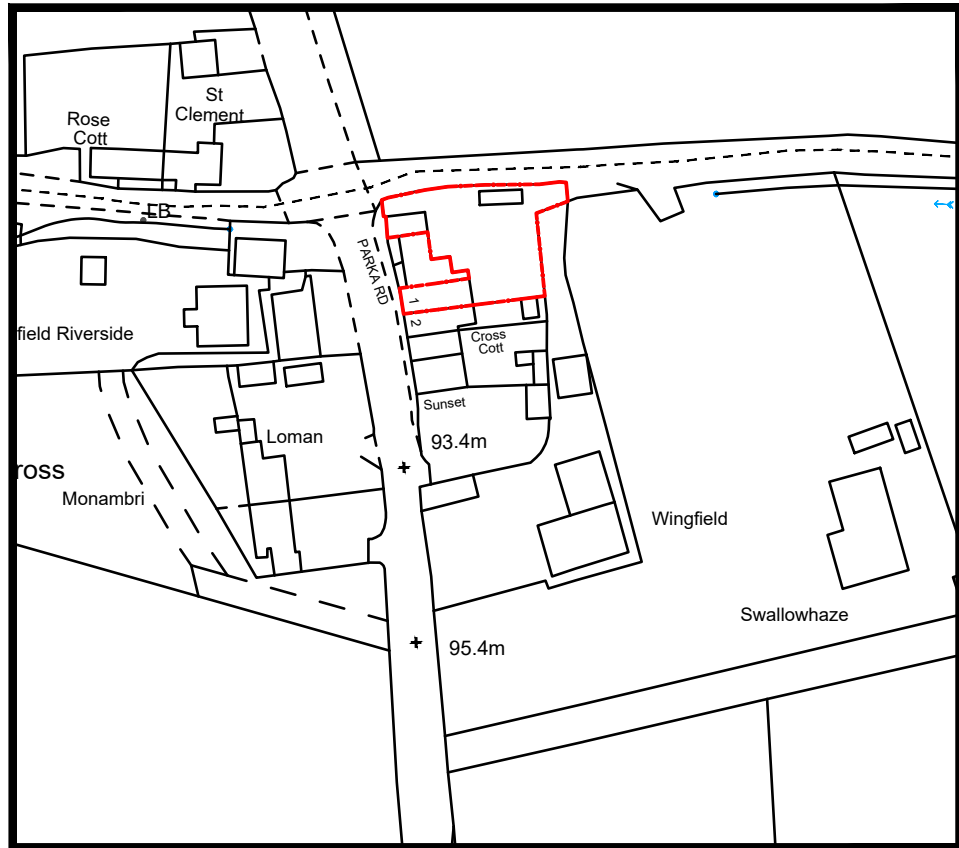 St
Clement
Rose
Cott
LB
PARKA RD
1
2
field Riverside
Cross
Cott
Sunset
93.4m
Loman
ross
Monambri
Wingfield
Swallowhaze
95.4m